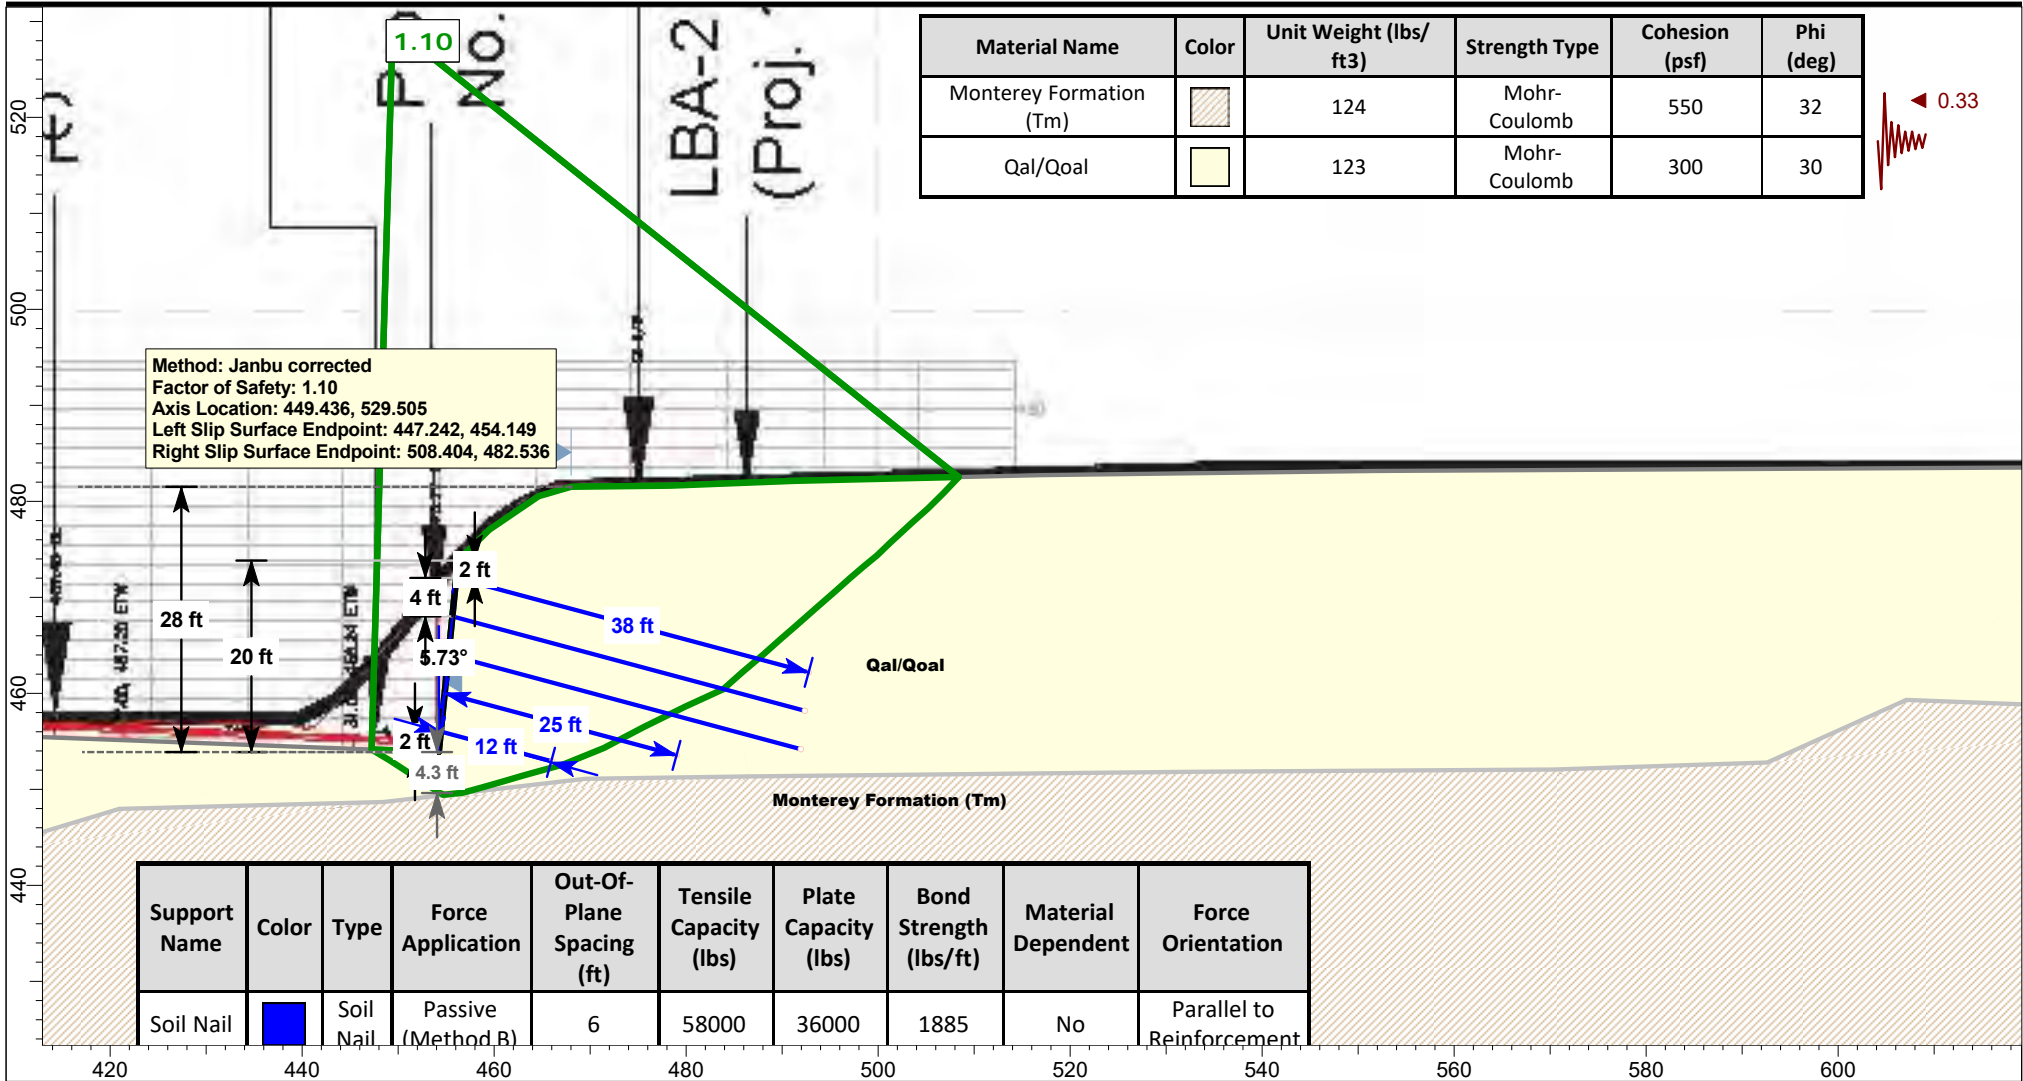 1.10
No.
LBA-2
(Proj.
Material Name Color Unit Weight (lbs/ft3) Strength Type Cohesion (psf) Phi (deg)
Monterey Formation (Tm) 124 Mohr-Coulomb 550 32
Qal/Qoal 123 Mohr-Coulomb 300 30
0.33
Method: Janbu corrected
Factor of Safety: 1.10
Axis Location: 449.436, 529.505
Left Slip Surface Endpoint: 447.242, 454.149
Right Slip Surface Endpoint: 508.404, 482.536
520
500
480
460
440
28 ft
20 ft
4 ft
2 ft
5.73°
38 ft
25 ft
12 ft
2 ft
4.3 ft
Qal/Qoal
Monterey Formation (Tm)
Support Name Color Type Force Application Out-Of-Plane Spacing (ft) Tensile Capacity (lbs) Plate Capacity (lbs) Bond Strength (lbs/ft) Material Dependent Force Orientation
Soil Nail Soil Nail Passive (Method B) 6 58000 36000 1885 No Parallel to Reinforcement
420 440 460 480 500 520 540 560 580 600